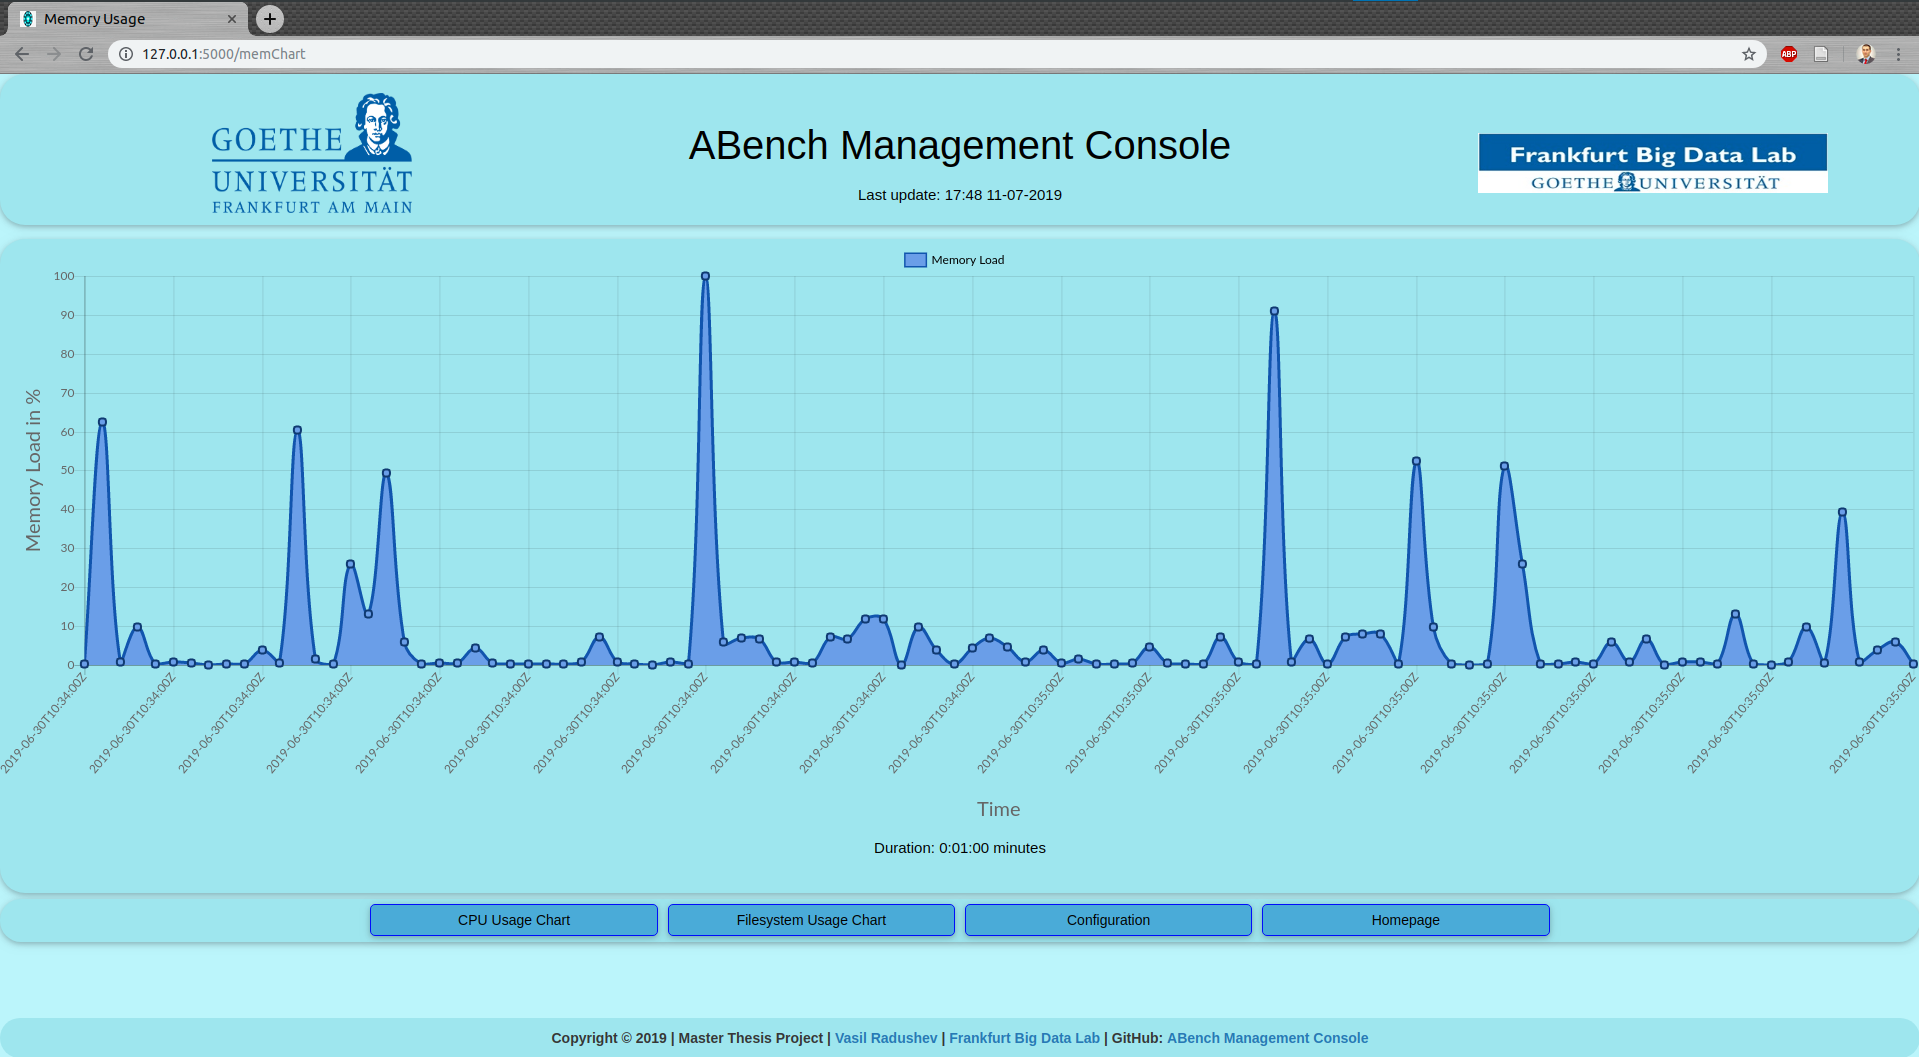 Memory Usage
127.0.0.1:5000/memChart
ABP
GOETHE
UNIVERSITÄT
FRANKFURT AM MAIN
ABench Management Console
Last update: 17:48 11-07-2019
Frankfurt Big Data Lab
GOETHE UNIVERSITÄT
Memory Load
Memory Load in %
100
90
80
70
60
50
40
30
20
10
0
2019-06-30T10:34:00Z
2019-06-30T10:34:00Z
2019-06-30T10:34:00Z
2019-06-30T10:34:00Z
2019-06-30T10:34:00Z
2019-06-30T10:34:00Z
2019-06-30T10:34:00Z
2019-06-30T10:34:00Z
2019-06-30T10:34:00Z
2019-06-30T10:34:00Z
2019-06-30T10:34:00Z
2019-06-30T10:35:00Z
2019-06-30T10:35:00Z
2019-06-30T10:35:00Z
2019-06-30T10:35:00Z
2019-06-30T10:35:00Z
2019-06-30T10:35:00Z
2019-06-30T10:35:00Z
2019-06-30T10:35:00Z
2019-06-30T10:35:00Z
2019-06-30T10:35:00Z
Time
Duration: 0:01:00 minutes
CPU Usage Chart
Filesystem Usage Chart
Configuration
Homepage
Copyright © 2019 | Master Thesis Project | Vasil Radushev | Frankfurt Big Data Lab | GitHub: ABench Management Console